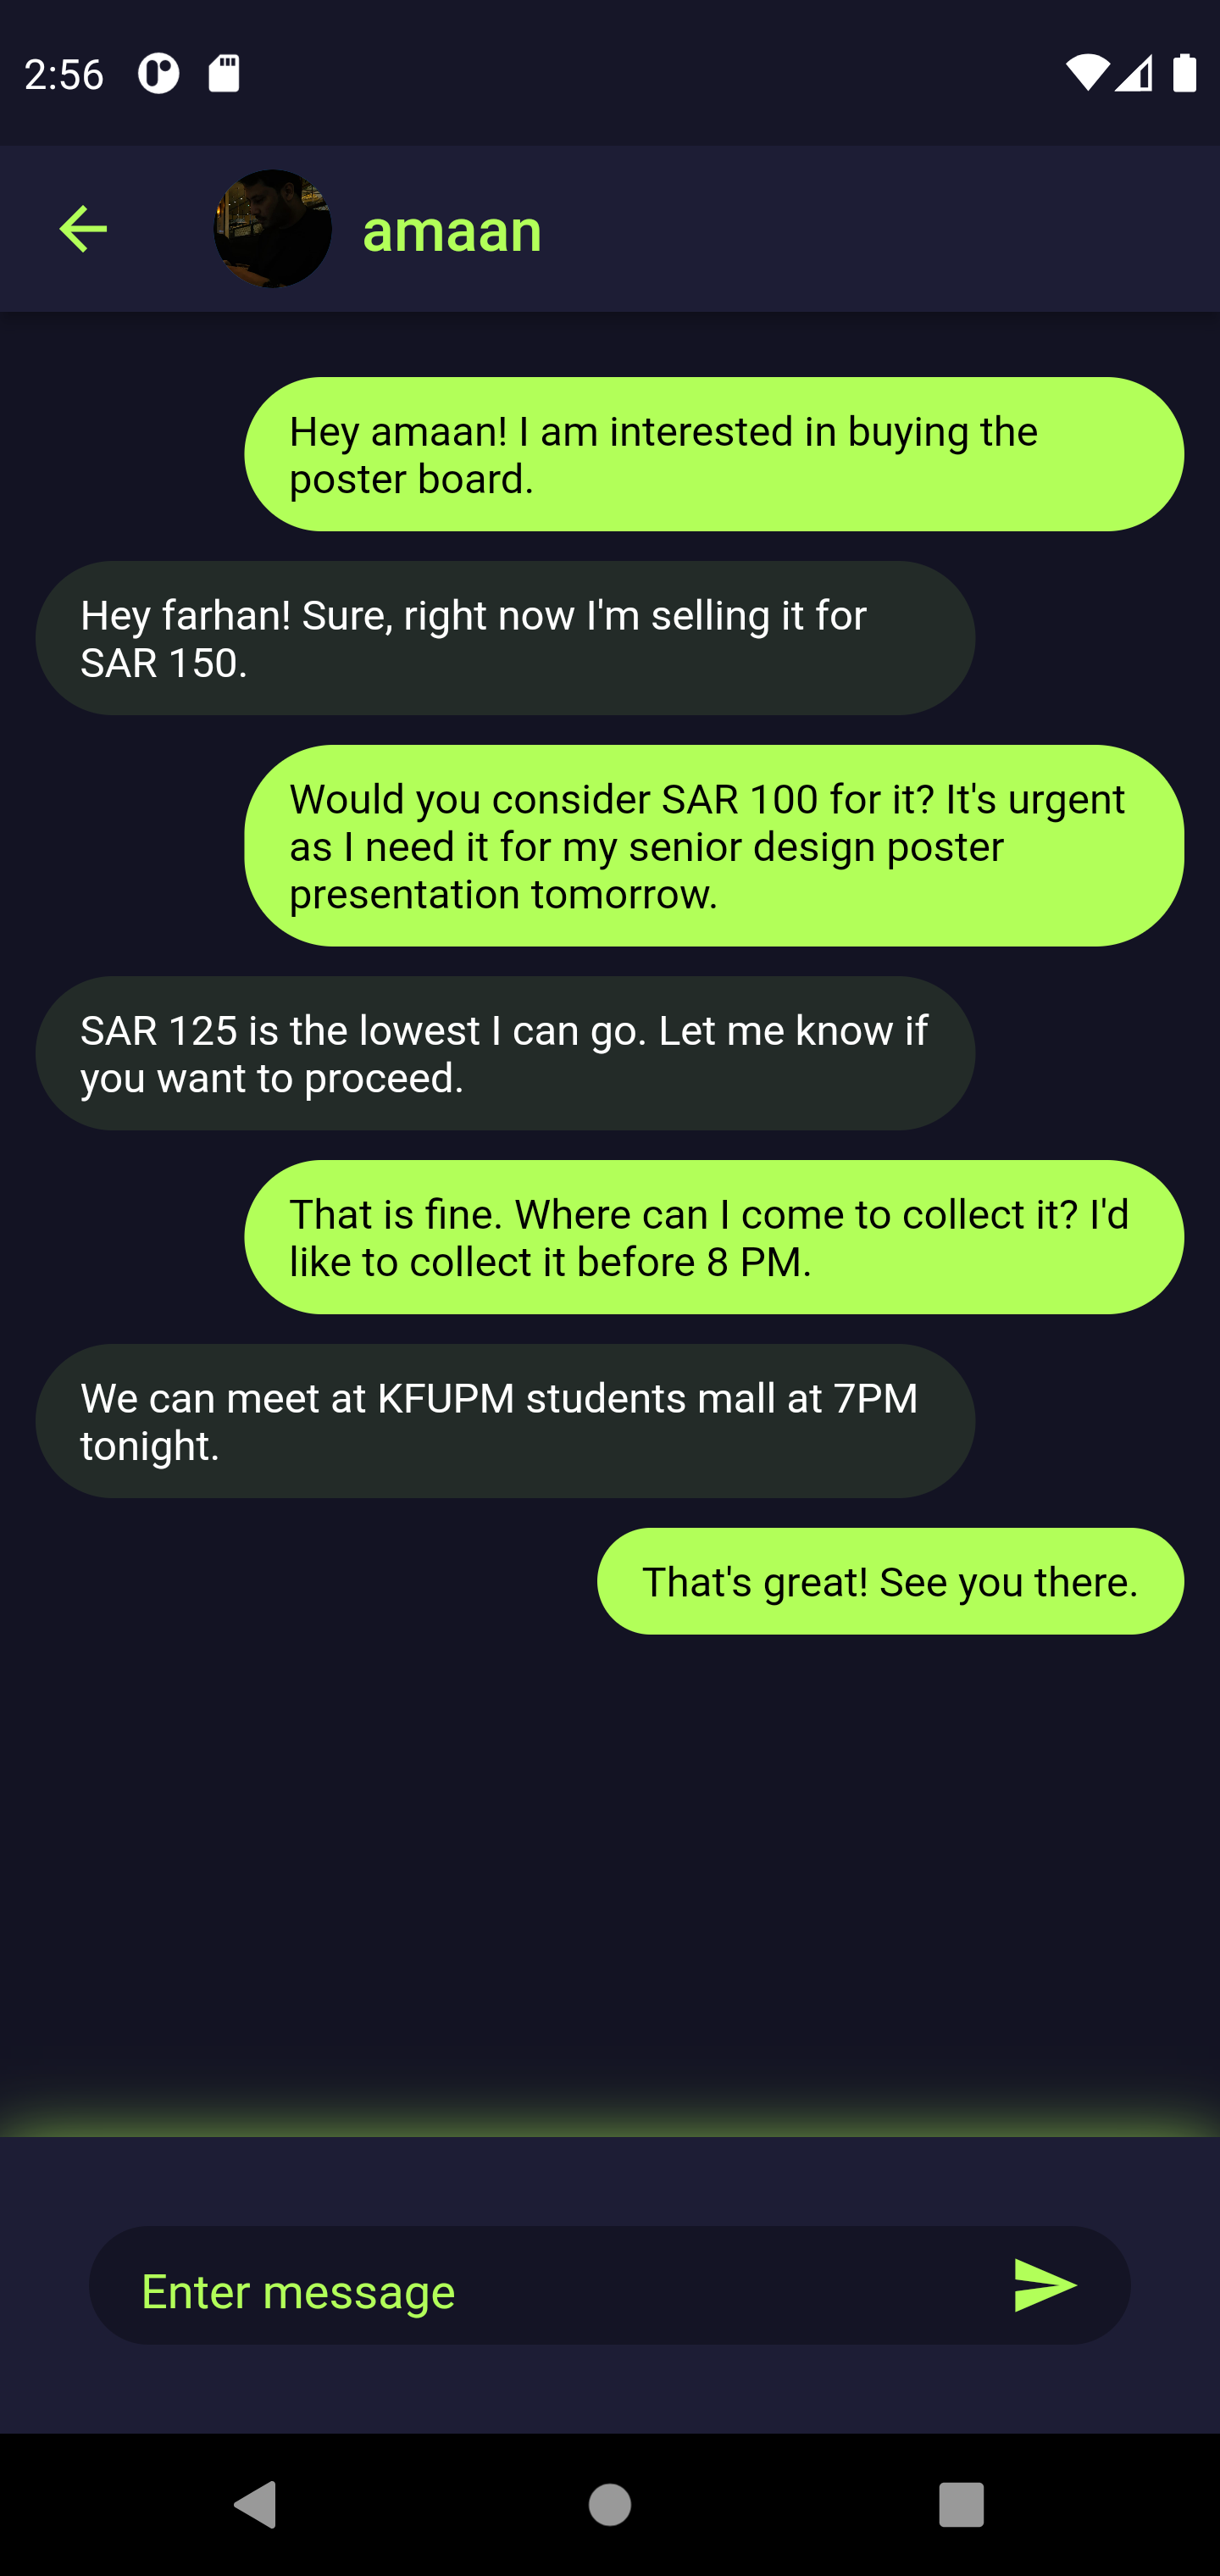 2:56
amaan
Hey amaan! I am interested in buying the
poster board.
Hey farhan! Sure, right now I'm selling it for
SAR 150.
Would you consider SAR 100 for it? It's urgent
as I need it for my senior design poster
presentation tomorrow.
SAR 125 is the lowest I can go. Let me know if
you want to proceed.
That is fine. Where can I come to collect it? I'd
like to collect it before 8 PM.
We can meet at KFUPM students mall at 7PM
tonight.
That's great! See you there.
Enter message